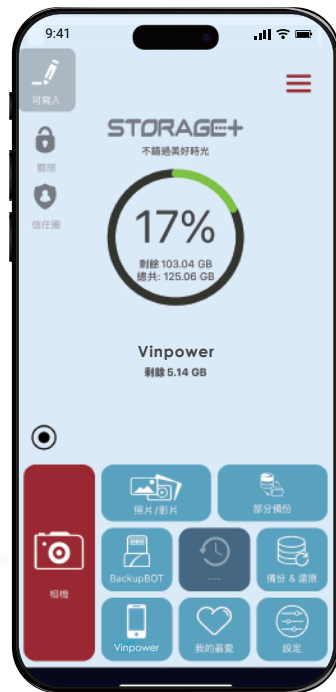 9:41
可寫入
STORAGE+
不錯過美好時光
關閉
信任圈
17%
剩餘 103.04 GB
總共: 125.06 GB
Vinpower
剩餘 5.14 GB
照片/影片
部分備份
相機
BackupBOT
---
備份 & 還原
Vinpower
我的最愛
設定